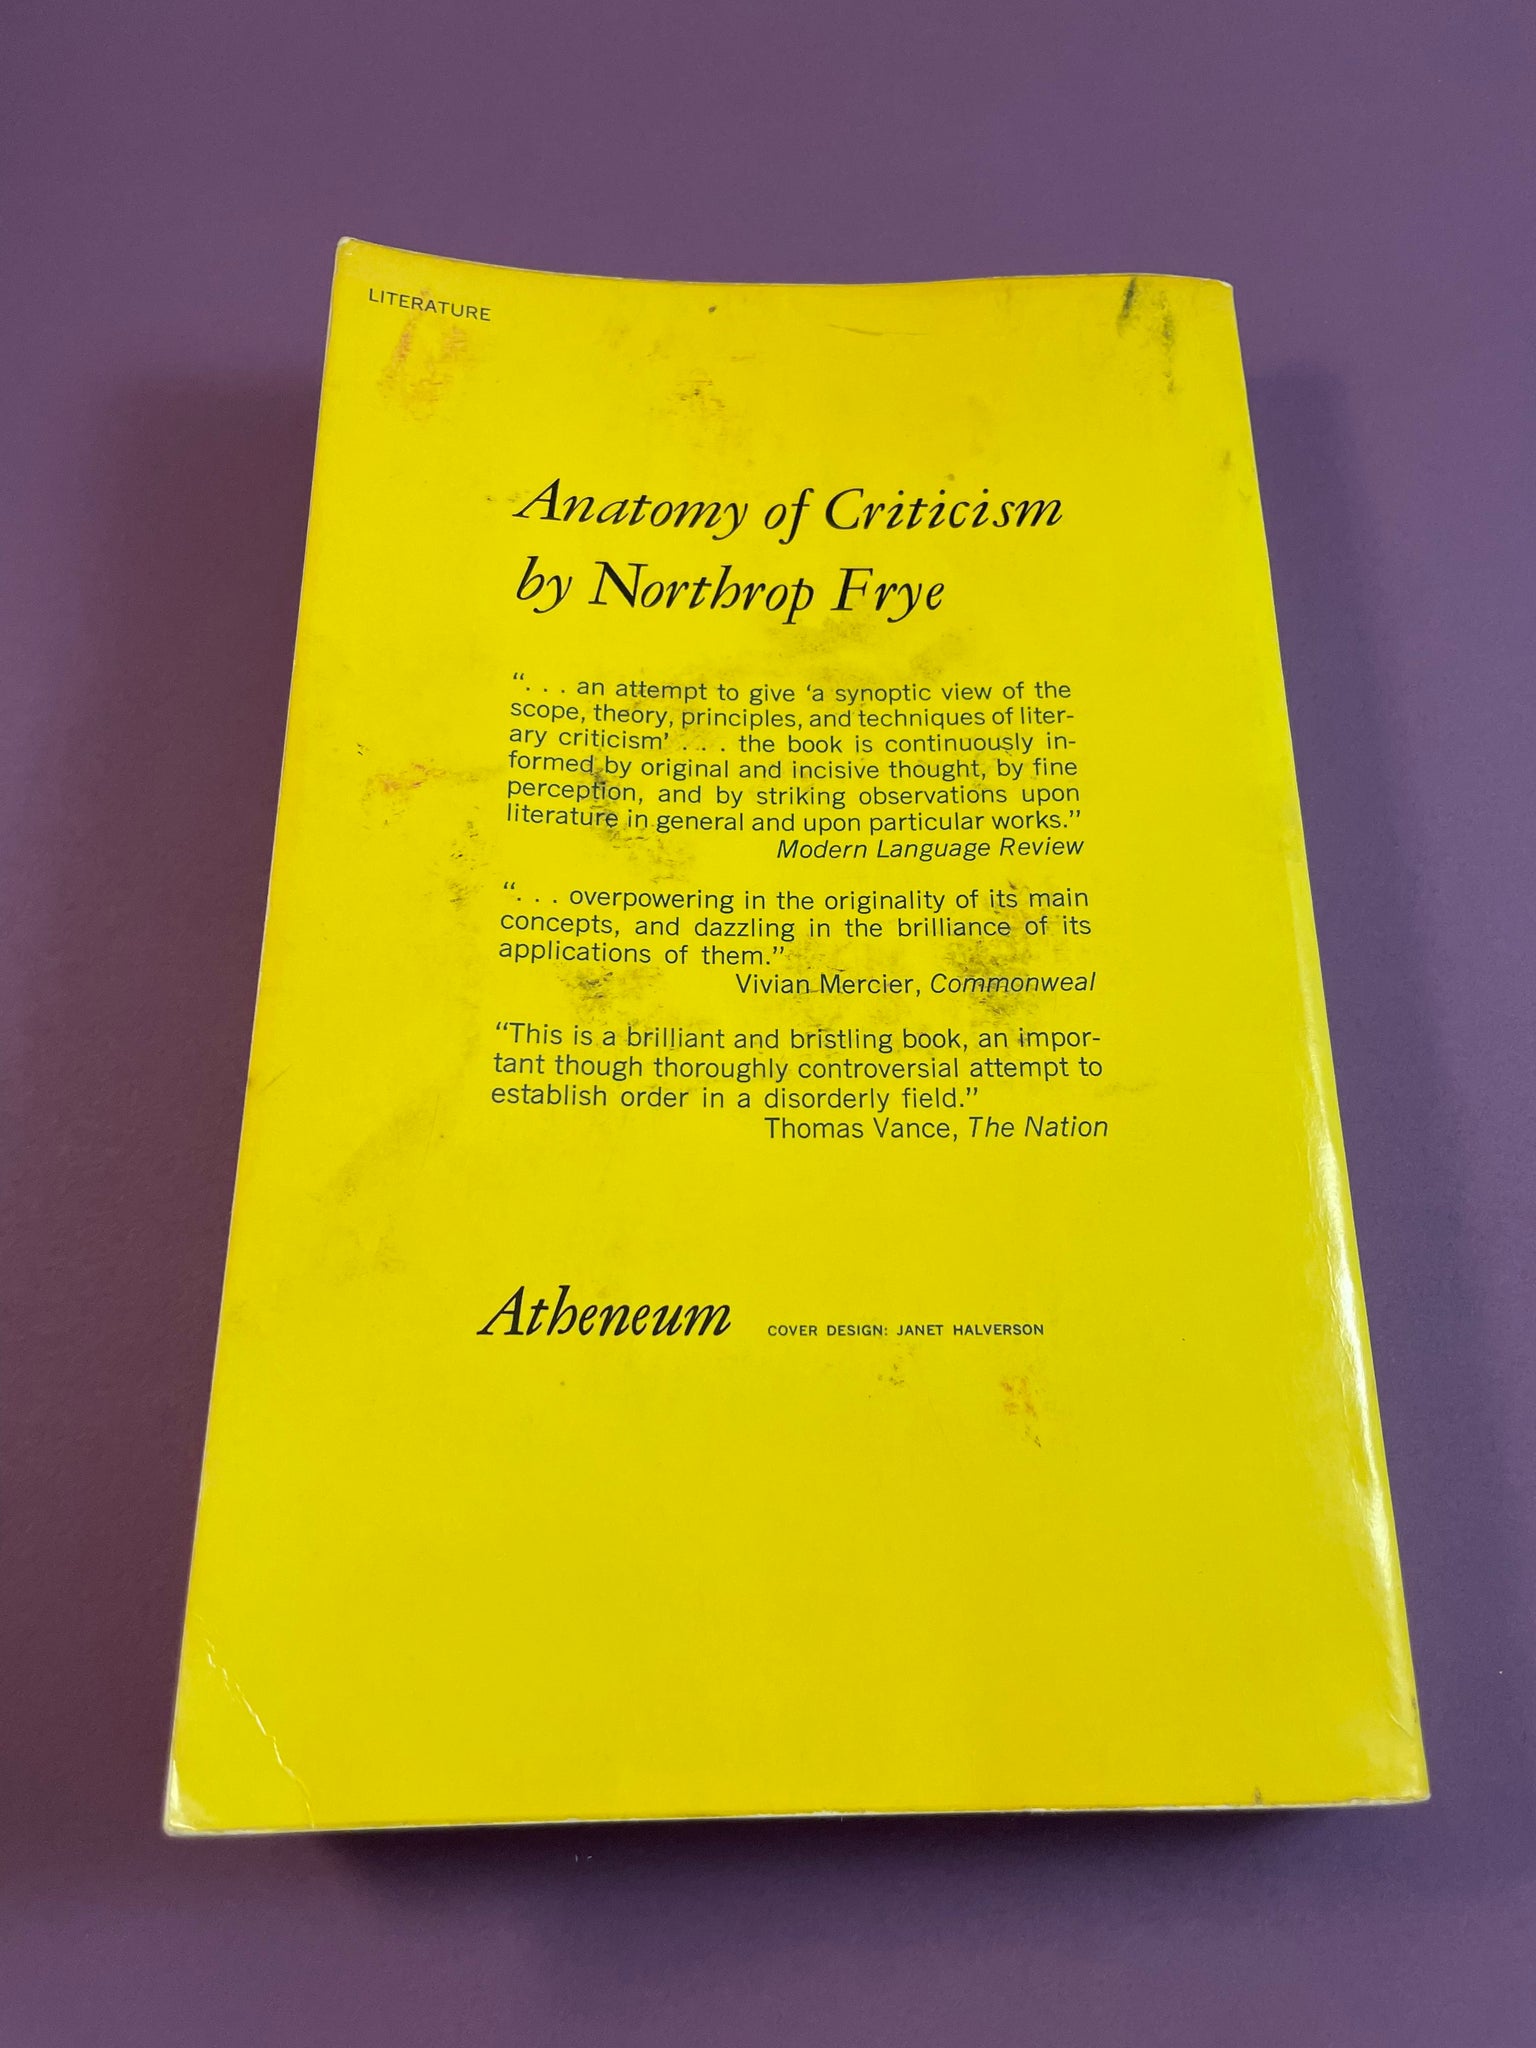 LITERATURE
Anatomy of Criticism
by Northrop Frye
“. . . an attempt to give ‘a synoptic view of the
scope, theory, principles, and techniques of liter-
ary criticism’ . . . the book is continuously in-
formed by original and incisive thought, by fine
perception, and by striking observations upon
literature in general and upon particular works.”
Modern Language Review
“. . . overpowering in the originality of its main
concepts, and dazzling in the brilliance of its
applications of them.”
Vivian Mercier, Commonweal
“This is a brilliant and bristling book, an impor-
tant though thoroughly controversial attempt to
establish order in a disorderly field.”
Thomas Vance, The Nation
Atheneum COVER DESIGN: JANET HALVERSON